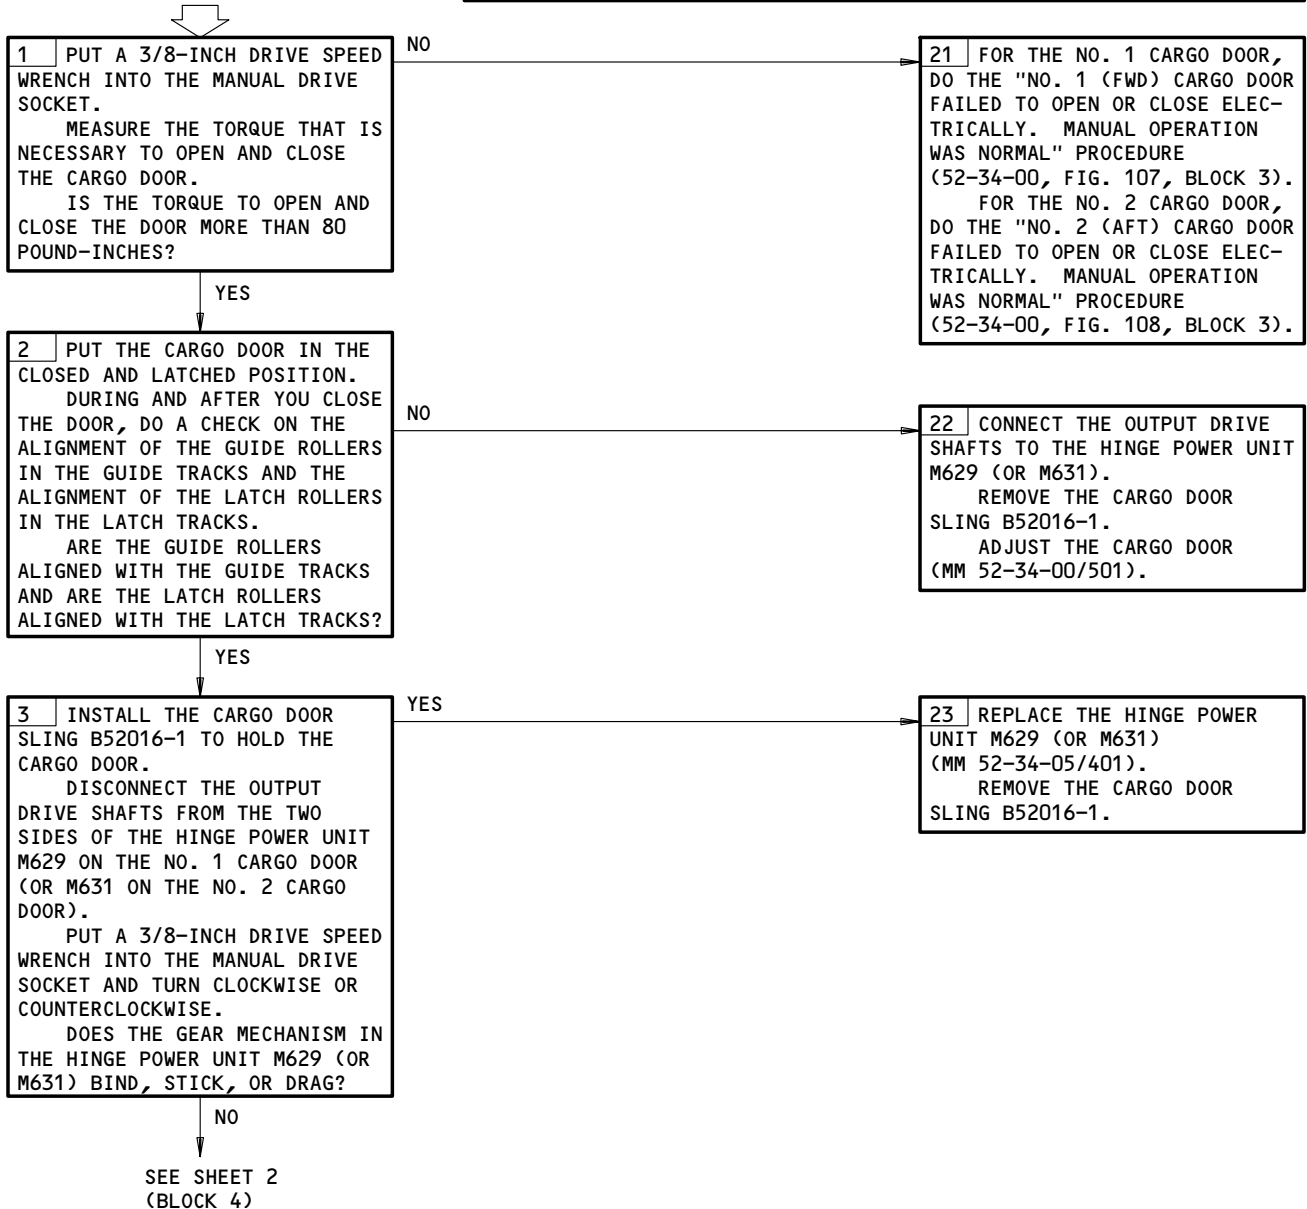 1 PUT A 3/8-INCH DRIVE SPEED
WRENCH INTO THE MANUAL DRIVE
SOCKET.
MEASURE THE TORQUE THAT IS
NECESSARY TO OPEN AND CLOSE
THE CARGO DOOR.
IS THE TORQUE TO OPEN AND
CLOSE THE DOOR MORE THAN 80
POUND-INCHES?
NO
21 FOR THE NO. 1 CARGO DOOR,
DO THE "NO. 1 (FWD) CARGO DOOR
FAILED TO OPEN OR CLOSE ELEC-
TRICALLY. MANUAL OPERATION
WAS NORMAL" PROCEDURE
(52-34-00, FIG. 107, BLOCK 3).
FOR THE NO. 2 CARGO DOOR,
DO THE "NO. 2 (AFT) CARGO DOOR
FAILED TO OPEN OR CLOSE ELEC-
TRICALLY. MANUAL OPERATION
WAS NORMAL" PROCEDURE
(52-34-00, FIG. 108, BLOCK 3).
YES
2 PUT THE CARGO DOOR IN THE
CLOSED AND LATCHED POSITION.
DURING AND AFTER YOU CLOSE
THE DOOR, DO A CHECK ON THE
ALIGNMENT OF THE GUIDE ROLLERS
IN THE GUIDE TRACKS AND THE
ALIGNMENT OF THE LATCH ROLLERS
IN THE LATCH TRACKS.
ARE THE GUIDE ROLLERS
ALIGNED WITH THE GUIDE TRACKS
AND ARE THE LATCH ROLLERS
ALIGNED WITH THE LATCH TRACKS?
NO
22 CONNECT THE OUTPUT DRIVE
SHAFTS TO THE HINGE POWER UNIT
M629 (OR M631).
REMOVE THE CARGO DOOR
SLING B52016-1.
ADJUST THE CARGO DOOR
(MM 52-34-00/501).
YES
3 INSTALL THE CARGO DOOR
SLING B52016-1 TO HOLD THE
CARGO DOOR.
DISCONNECT THE OUTPUT
DRIVE SHAFTS FROM THE TWO
SIDES OF THE HINGE POWER UNIT
M629 ON THE NO. 1 CARGO DOOR
(OR M631 ON THE NO. 2 CARGO
DOOR).
PUT A 3/8-INCH DRIVE SPEED
WRENCH INTO THE MANUAL DRIVE
SOCKET AND TURN CLOCKWISE OR
COUNTERCLOCKWISE.
DOES THE GEAR MECHANISM IN
THE HINGE POWER UNIT M629 (OR
M631) BIND, STICK, OR DRAG?
YES
23 REPLACE THE HINGE POWER
UNIT M629 (OR M631)
(MM 52-34-05/401).
REMOVE THE CARGO DOOR
SLING B52016-1.
NO
SEE SHEET 2
(BLOCK 4)